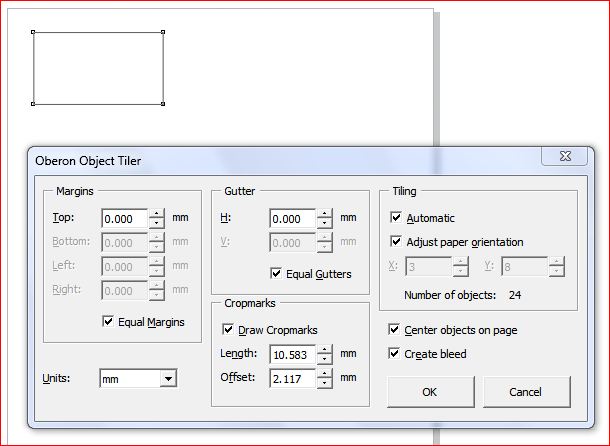 Oberon Object Tiler
Margins
Top: 0.000 mm
Bottom: 0.000 mm
Left: 0.000 mm
Right: 0.000 mm
Equal Margins
Units: mm
Gutter
H: 0.000 mm
V: 0.000 mm
Equal Gutters
Cropmarks
Draw Cropmarks
Length: 10.583 mm
Offset: 2.117 mm
Tiling
Automatic
Adjust paper orientation
X: 3 Y: 8
Number of objects: 24
Center objects on page
Create bleed
OK Cancel